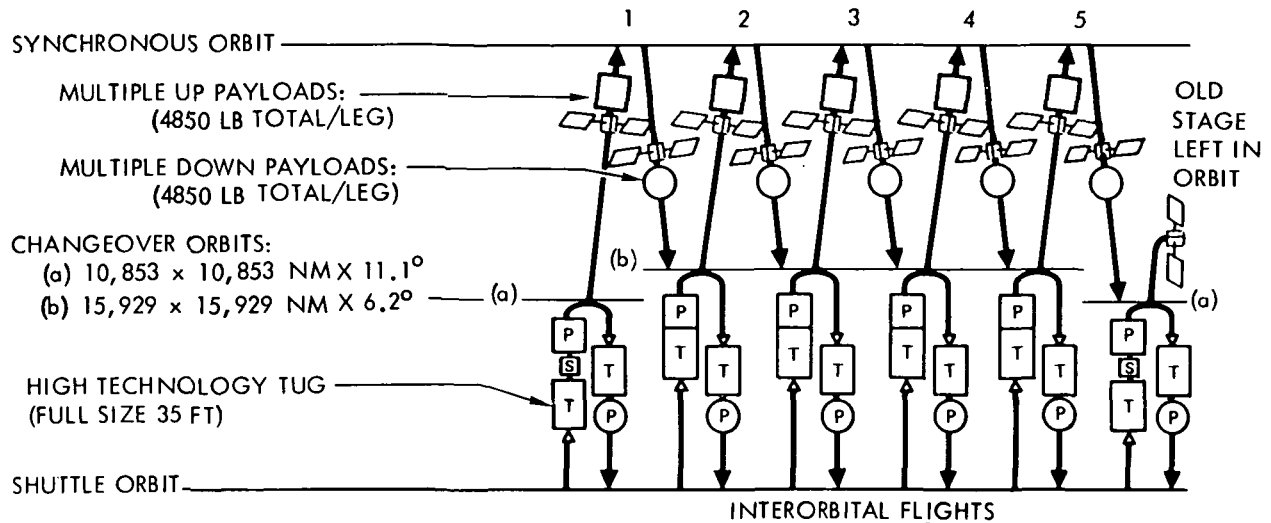 1 2 3 4 5
SYNCHRONOUS ORBIT
MULTIPLE UP PAYLOADS:
(4850 LB TOTAL/LEG)
OLD
STAGE
LEFT IN
ORBIT
MULTIPLE DOWN PAYLOADS:
(4850 LB TOTAL/LEG)
CHANGEOVER ORBITS:
(a) 10,853 x 10,853 NM X 11.1°
(b) 15,929 x 15,929 NM X 6.2°
(b)
(a)
(a)
P P P P P P
S T T T T T T T T T T S
T T
P P P P P P
HIGH TECHNOLOGY TUG
(FULL SIZE 35 FT)
SHUTTLE ORBIT
INTERORBITAL FLIGHTS